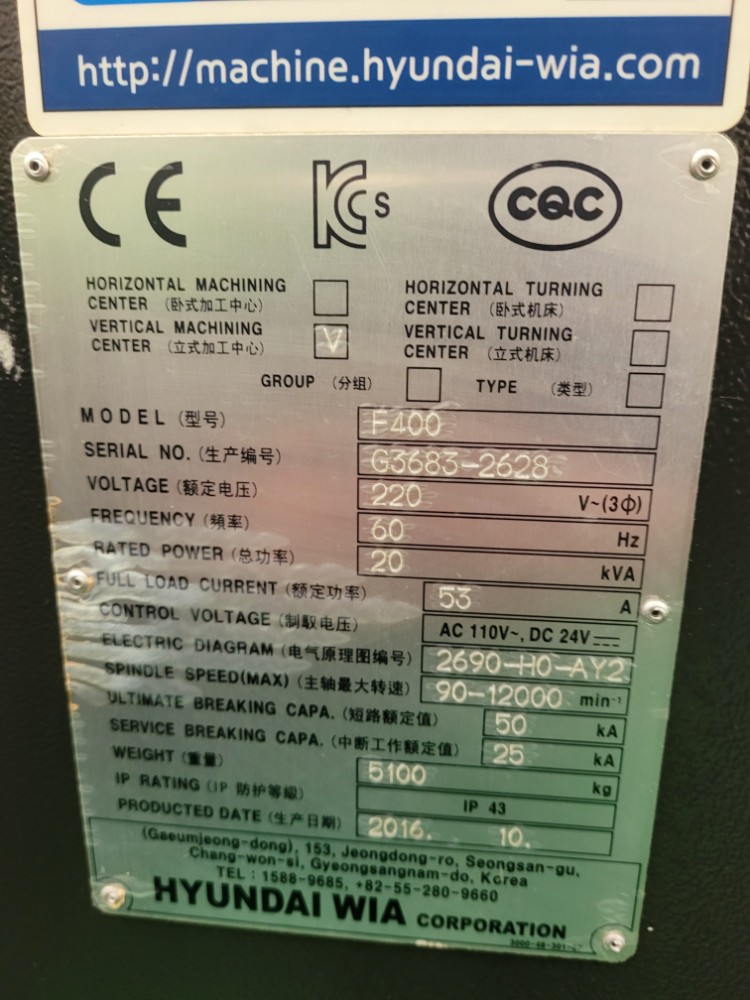 http://machine.hyundai-wia.com
CE KCs CQC
HORIZONTAL MACHINING CENTER (卧式加工中心)
HORIZONTAL TURNING CENTER (卧式机床)
VERTICAL MACHINING CENTER (立式加工中心) V
VERTICAL TURNING CENTER (立式机床)
GROUP (分组) TYPE (类型)
MODEL (型号) F400
SERIAL NO. (生产编号) G3683-2628
VOLTAGE (额定电压) 220 V~(3Φ)
FREQUENCY (频率) 60 Hz
RATED POWER (总功率) 20 kVA
FULL LOAD CURRENT (额定功率) 53 A
CONTROL VOLTAGE (制取电压) AC 110V~, DC 24V
ELECTRIC DIAGRAM (电气原理图编号) 2690-H0-AY2
SPINDLE SPEED(MAX) (主轴最大转速) 90-12000 min⁻¹
ULTIMATE BREAKING CAPA. (短路额定值) 50 kA
SERVICE BREAKING CAPA. (中断工作额定值) 25 kA
WEIGHT (重量) 5100 kg
IP RATING (IP 防护等級) IP 43
PRODUCTED DATE (生产日期) 2016. 10.
(Gaeumjeong-dong), 153, Jeongdong-ro, Seongsan-gu,
Chang-won-si, Gyeongsangnam-do, Korea
TEL : 1588-9685, +82-55-280-9660
HYUNDAI WIA CORPORATION